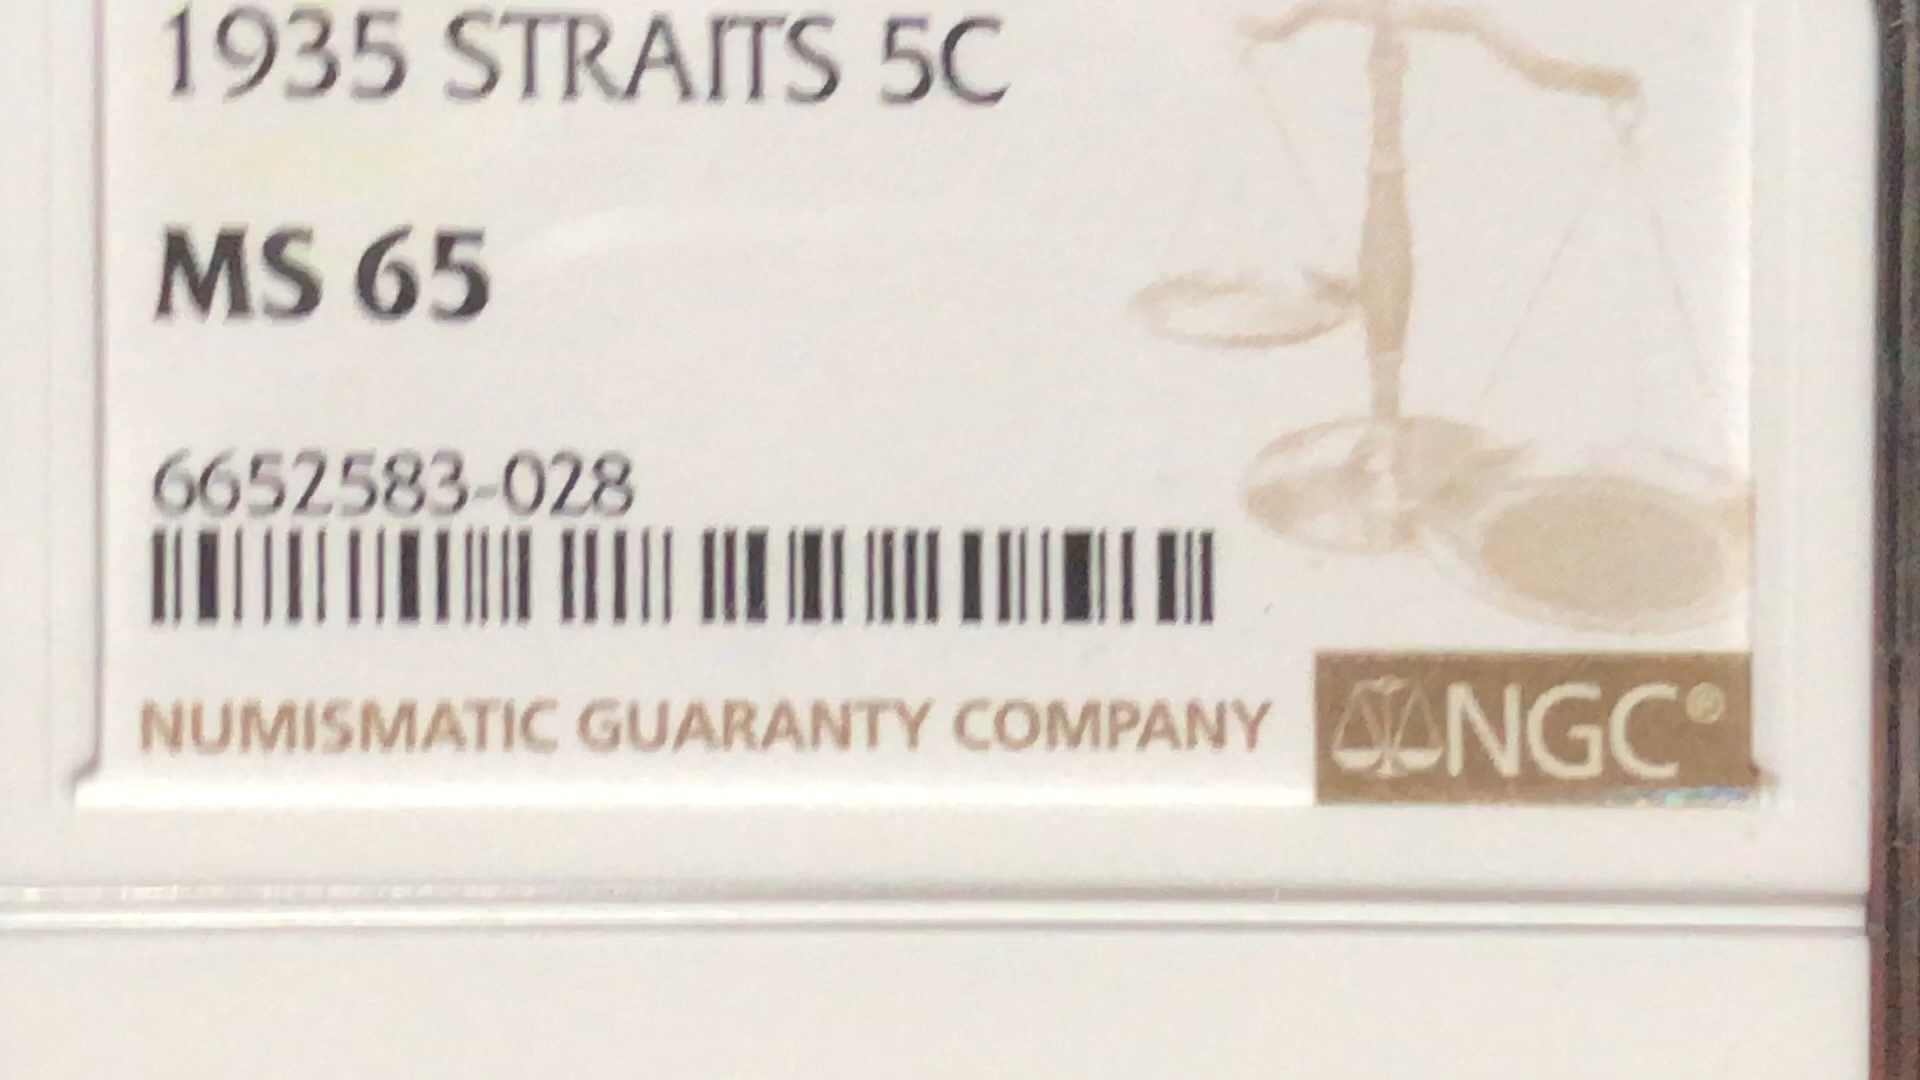 1935 STRAITS 5C
MS 65
6652583-028
NUMISMATIC GUARANTY COMPANY
NGC®